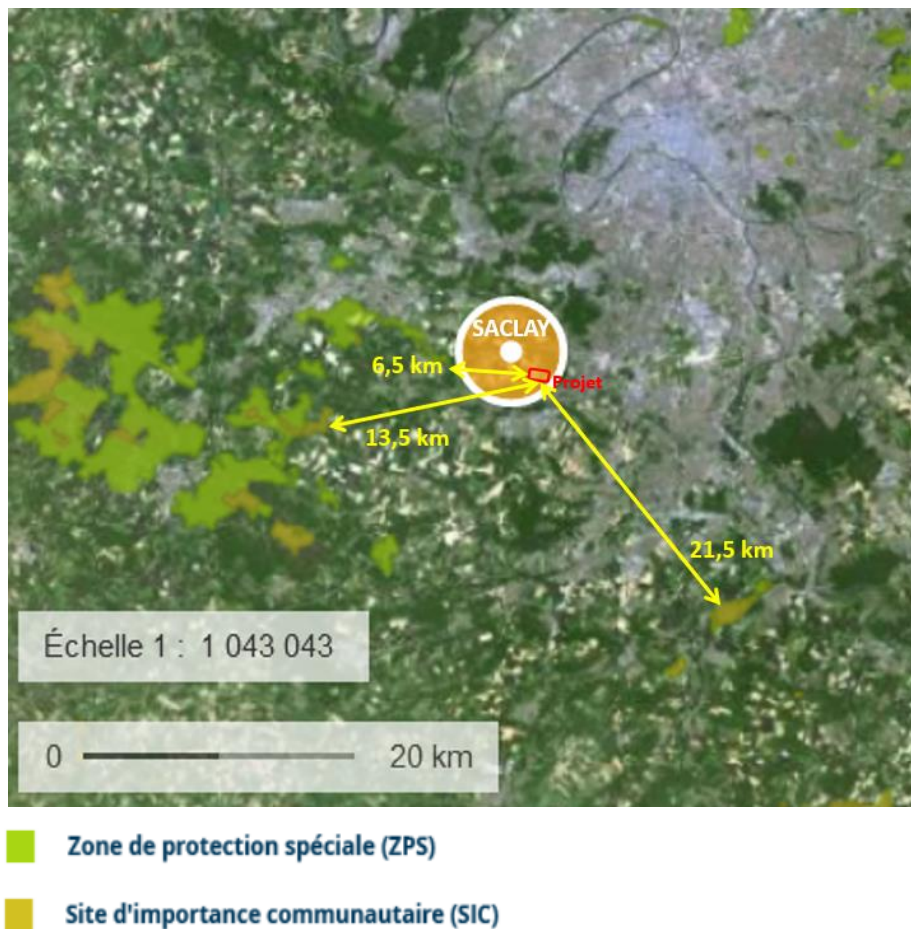 SACLAY
6,5 km
Projet
13,5 km
21,5 km
Échelle 1 : 1 043 043
0 20 km
Zone de protection spéciale (ZPS)
Site d'importance communautaire (SIC)